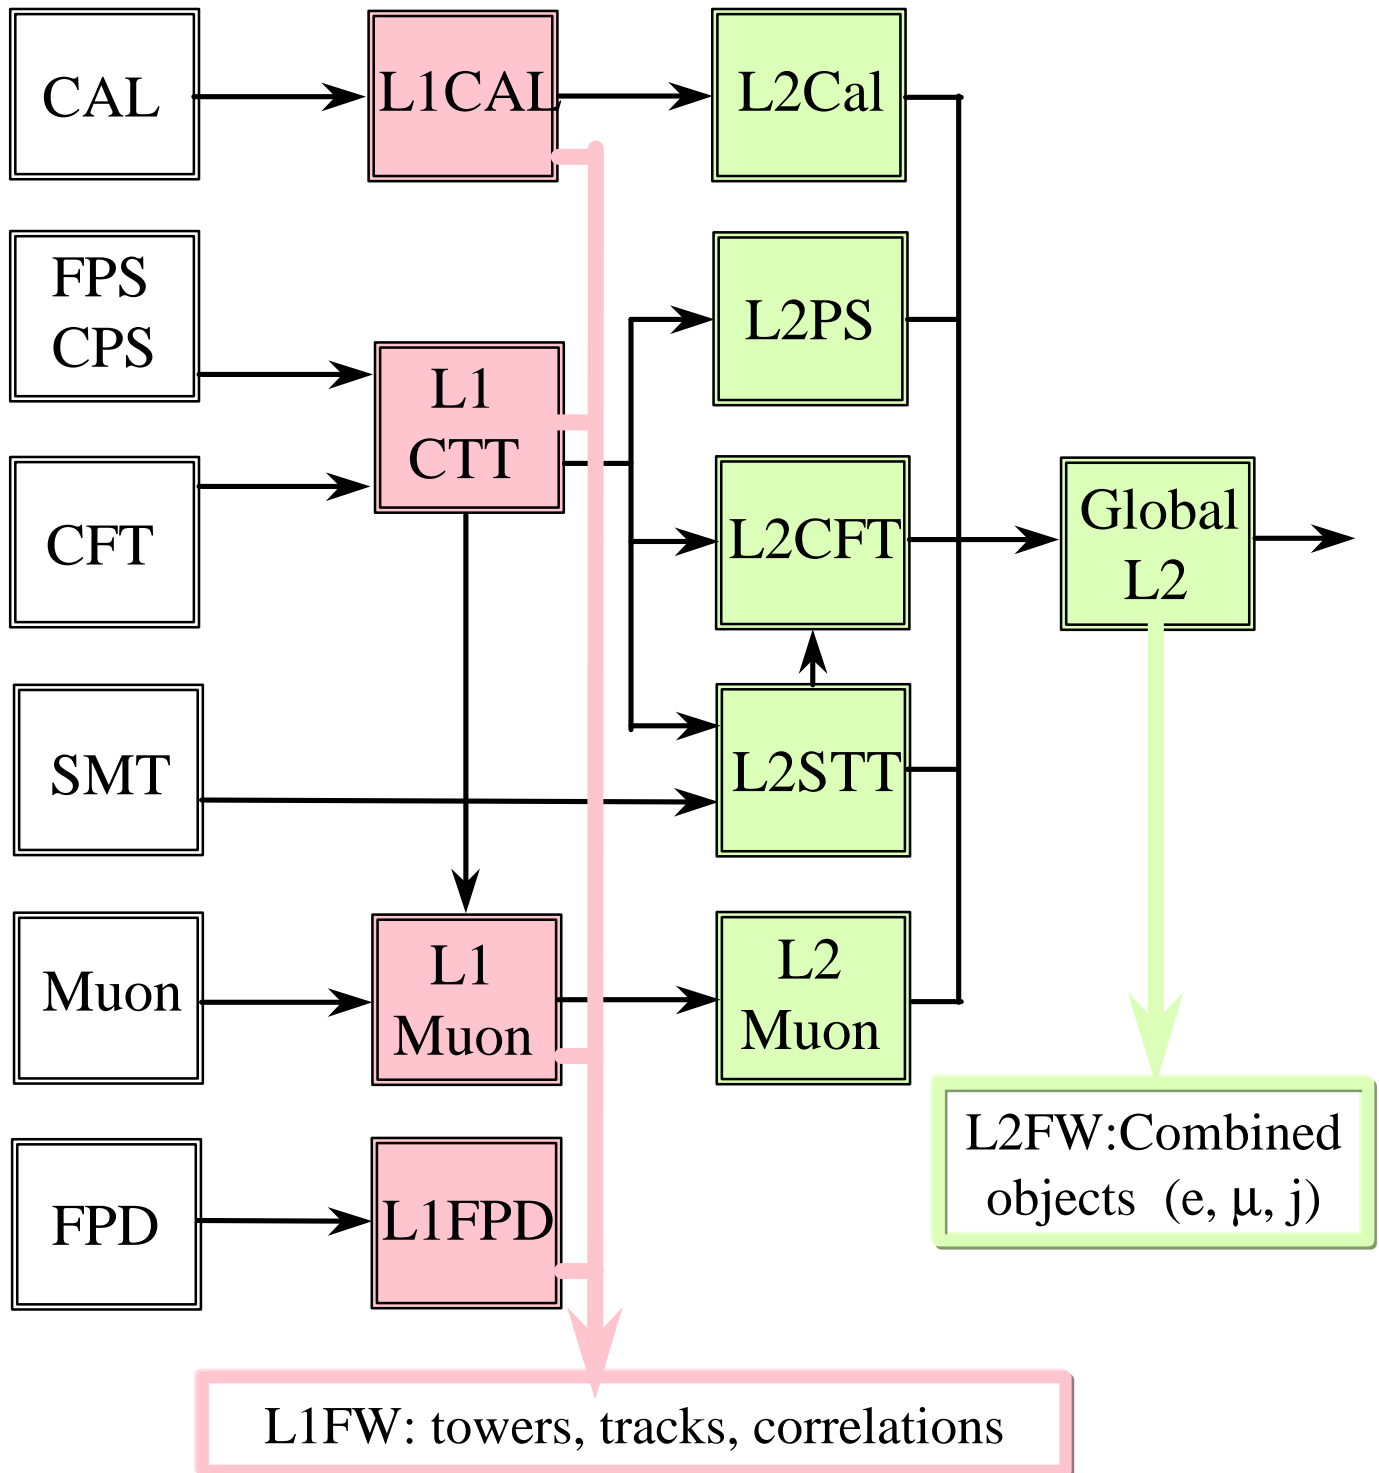 CAL
L1CAL
L2Cal
FPS
CPS
L2PS
L1
CTT
CFT
L2CFT
Global
L2
SMT
L2STT
Muon
L1
Muon
L2
Muon
L2FW:Combined
objects (e, μ, j)
FPD
L1FPD
L1FW: towers, tracks, correlations